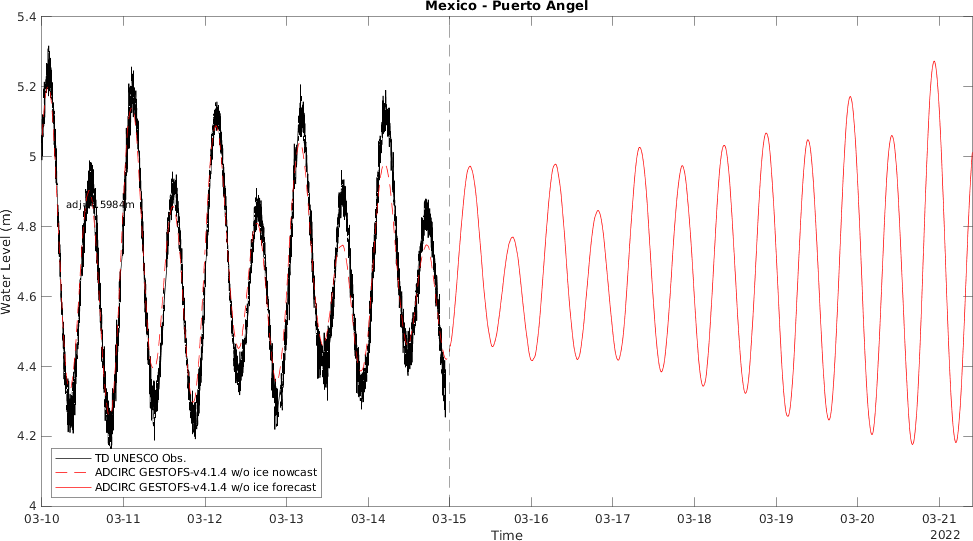 Mexico - Puerto Angel
5.4
5.2
5
4.8
4.6
4.4
4.2
4
Water Level (m)
TD UNESCO Obs.
ADCIRC GESTOFS-v4.1.4 w/o ice nowcast
ADCIRC GESTOFS-v4.1.4 w/o ice forecast
03-10 03-11 03-12 03-13 03-14 03-15 03-16 03-17 03-18 03-19 03-20 03-21
Time
2022